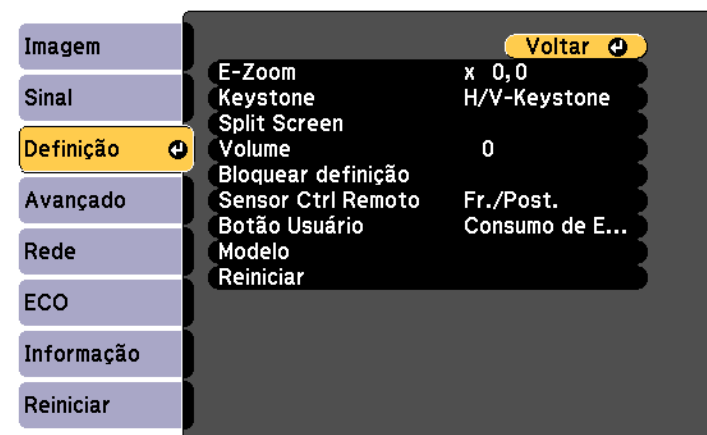 Imagem
Sinal
Definição
Avançado
Rede
ECO
Informação
Reiniciar
Voltar
E-Zoom x 0,0
Keystone H/V-Keystone
Split Screen
Volume 0
Bloquear definição
Sensor Ctrl Remoto Fr./Post.
Botão Usuário Consumo de E...
Modelo
Reiniciar